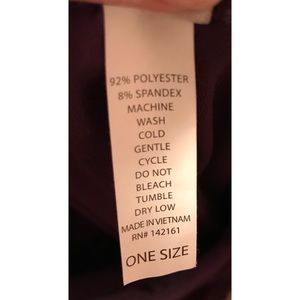 92% POLYESTER
8% SPANDEX
MACHINE
WASH
COLD
GENTLE
CYCLE
DO NOT
BLEACH
TUMBLE
DRY LOW
MADE IN VIETNAM
RN# 142161
ONE SIZE